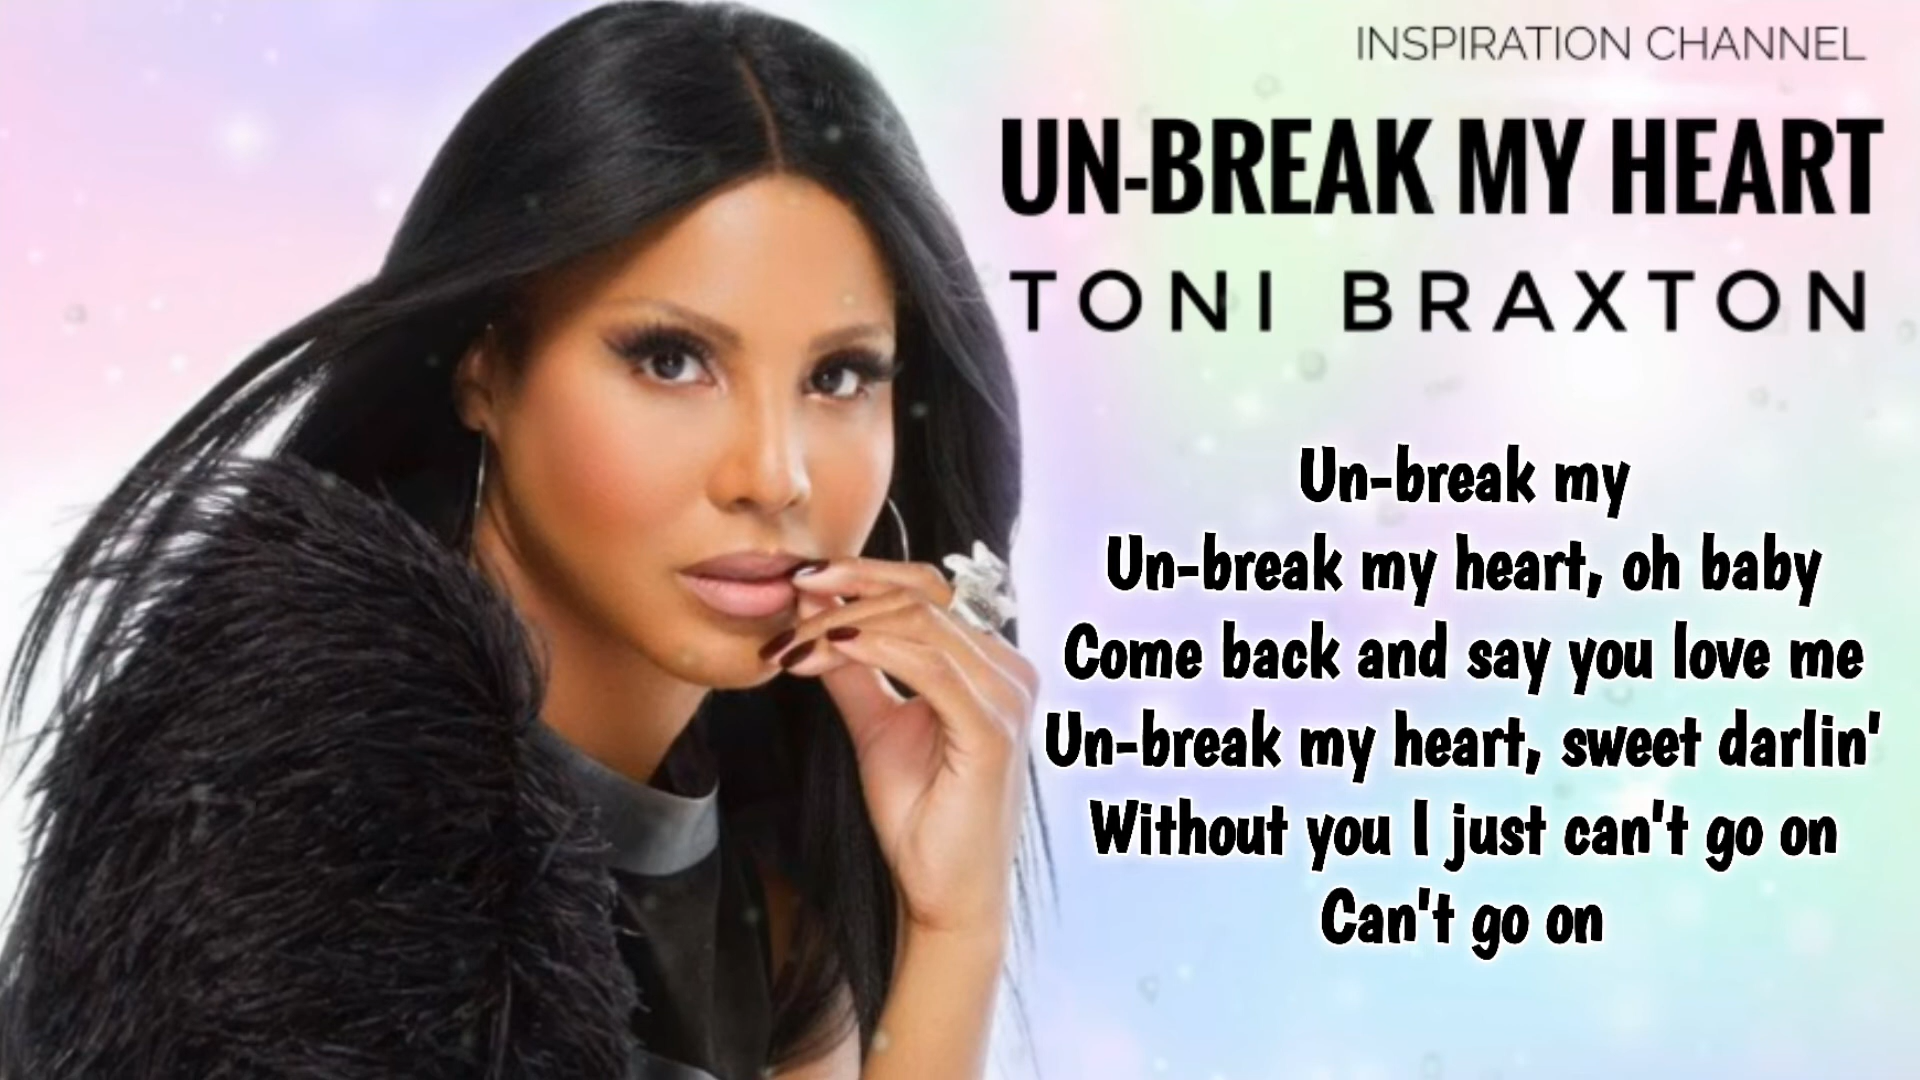 INSPIRATION CHANNEL
UN-BREAK MY HEART
TONI BRAXTON
Un-break my
Un-break my heart, oh baby
Come back and say you love me
Un-break my heart, sweet darlin'
Without you I just can't go on
Can't go on